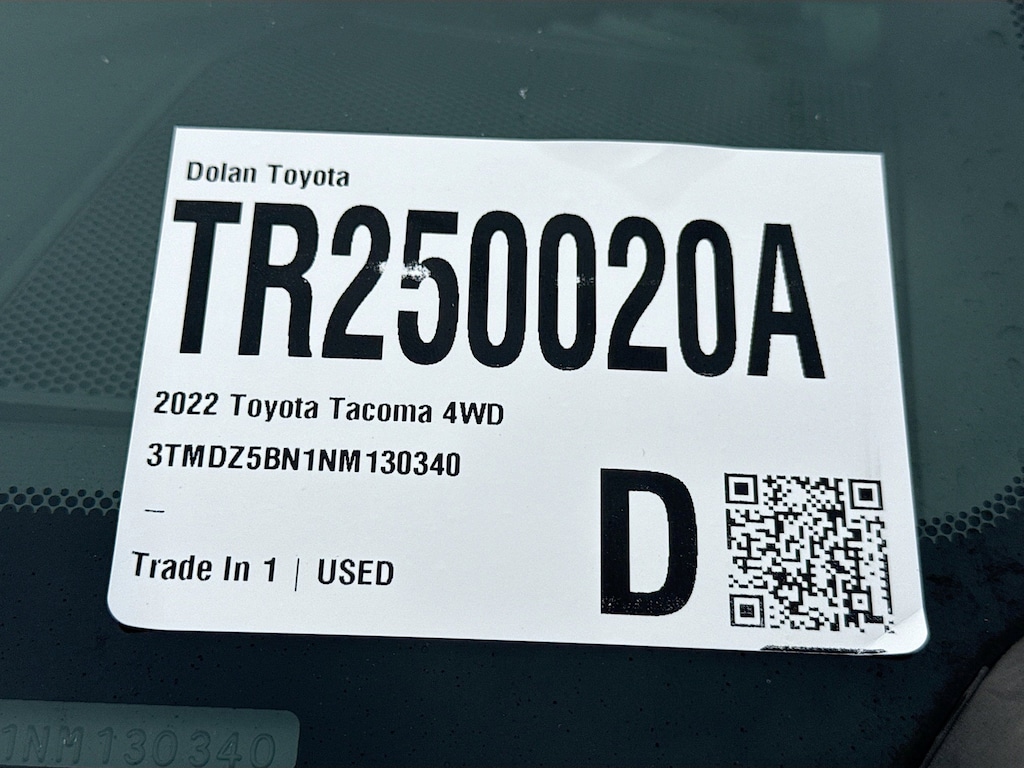 Dolan Toyota
TR250020A
2022 Toyota Tacoma 4WD
3TMDZ5BN1NM130340
–
D
Trade In 1 | USED
1NM130340